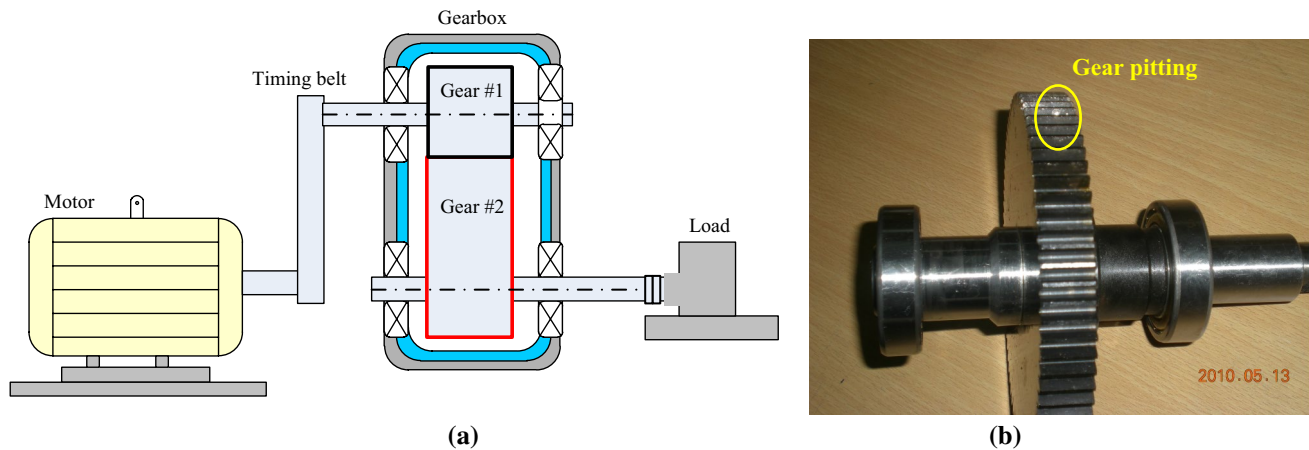 Gearbox
Timing belt
Gear #1
Gear #2
Motor
Load
Gear pitting
2010.05.13
(a)
(b)